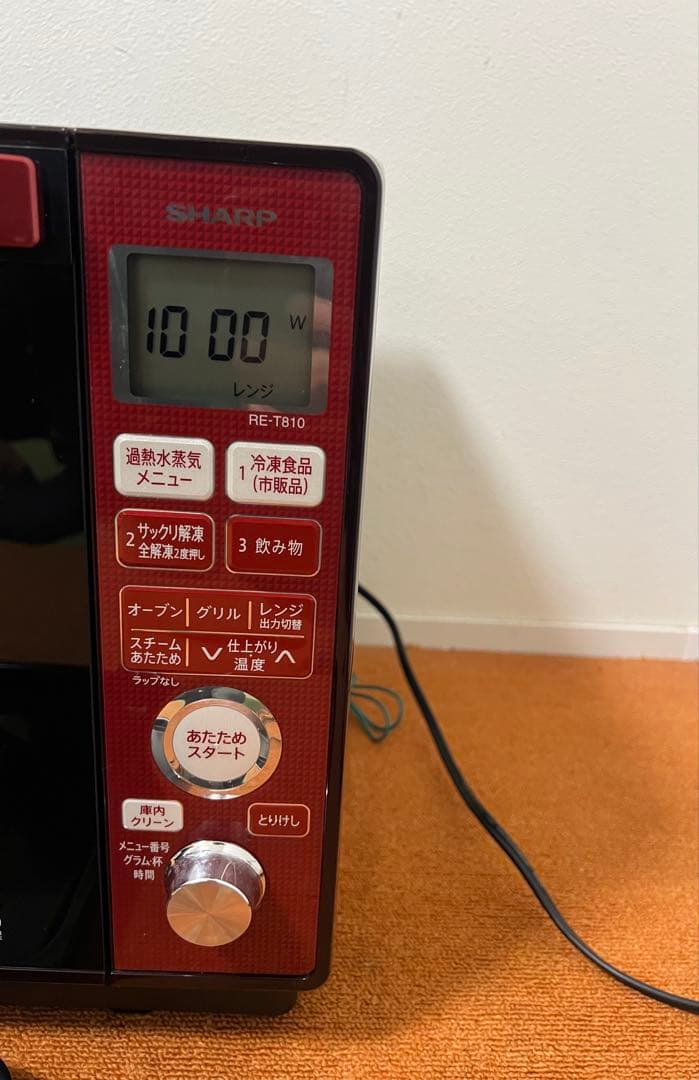 SHARP
1000 W
レンジ
RE-T810
過熱水蒸気
メニュー
1 冷凍食品
(市販品)
2 サックリ解凍
全解凍2度押し
3 飲み物
オーブン
グリル
レンジ
出力切替
スチーム
あたため
仕上がり
温度
ラップなし
あたため
スタート
庫内
クリーン
とりけし
メニュー番号
グラム・杯
時間